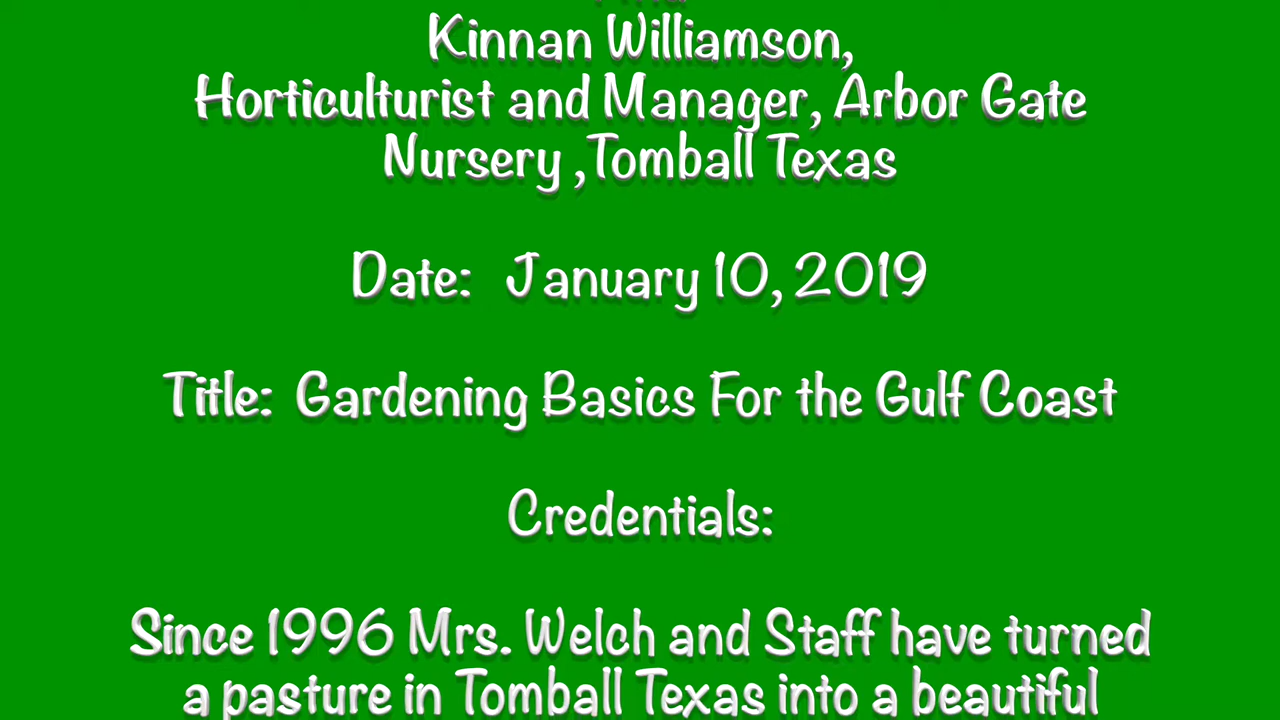 Kinnan Williamson,
Horticulturist and Manager, Arbor Gate
Nursery ,Tomball Texas
Date: January 10, 2019
Title: Gardening Basics For the Gulf Coast
Credentials:
Since 1996 Mrs. Welch and Staff have turned
a pasture in Tomball Texas into a beautiful